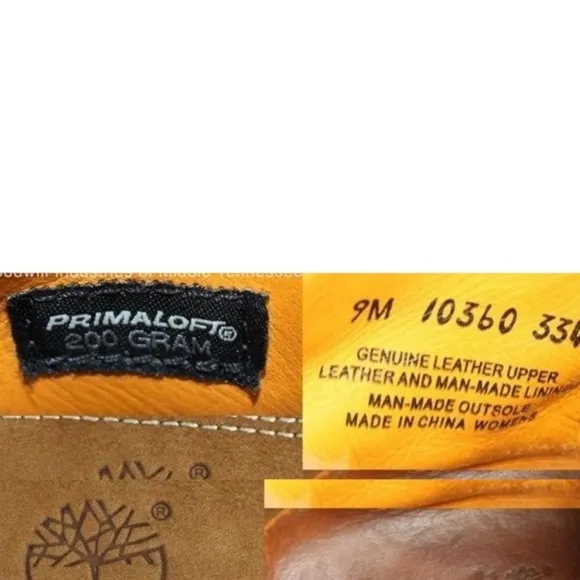 PRIMALOFT®
200 GRAM
9M 10360 334
GENUINE LEATHER UPPER
LEATHER AND MAN-MADE LINING
MAN-MADE OUTSOLE
MADE IN CHINA WOMEN'S
®
®